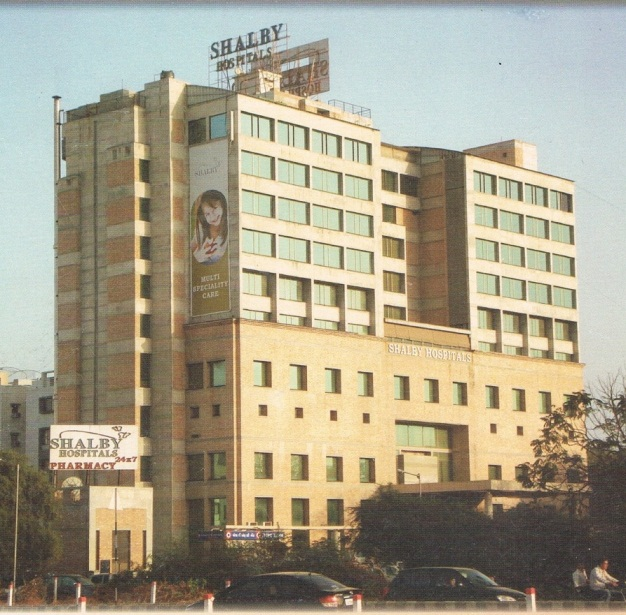 SHALBY
HOSPITALS
SHALBY
MULTI
SPECIALITY
CARE
SHALBY HOSPITALS
SHALBY
HOSPITALS
PHARMACY 24x7